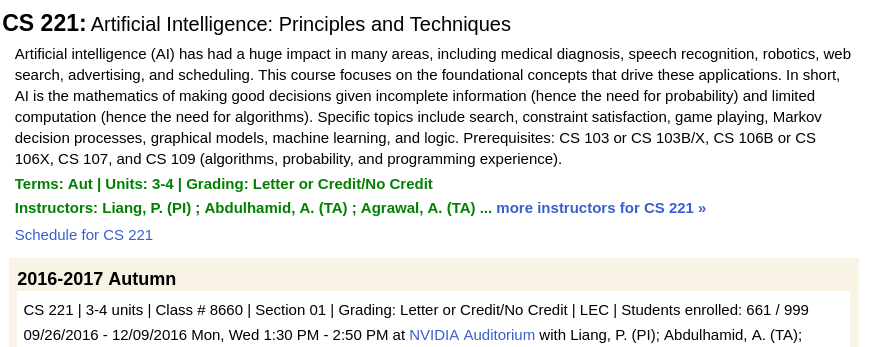 CS 221: Artificial Intelligence: Principles and Techniques
Artificial intelligence (AI) has had a huge impact in many areas, including medical diagnosis, speech recognition, robotics, web
search, advertising, and scheduling. This course focuses on the foundational concepts that drive these applications. In short,
AI is the mathematics of making good decisions given incomplete information (hence the need for probability) and limited
computation (hence the need for algorithms). Specific topics include search, constraint satisfaction, game playing, Markov
decision processes, graphical models, machine learning, and logic. Prerequisites: CS 103 or CS 103B/X, CS 106B or CS
106X, CS 107, and CS 109 (algorithms, probability, and programming experience).
Terms: Aut | Units: 3-4 | Grading: Letter or Credit/No Credit
Instructors: Liang, P. (PI) ; Abdulhamid, A. (TA) ; Agrawal, A. (TA) ... more instructors for CS 221 »
Schedule for CS 221
2016-2017 Autumn
CS 221 | 3-4 units | Class # 8660 | Section 01 | Grading: Letter or Credit/No Credit | LEC | Students enrolled: 661 / 999
09/26/2016 - 12/09/2016 Mon, Wed 1:30 PM - 2:50 PM at NVIDIA Auditorium with Liang, P. (PI); Abdulhamid, A. (TA);